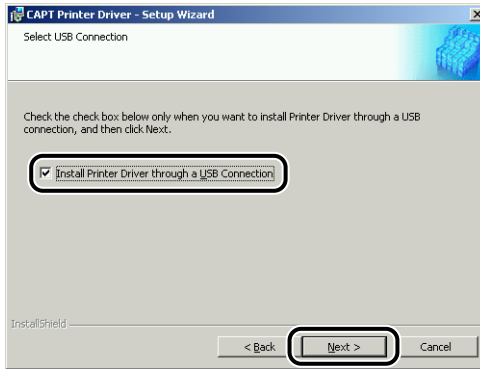 CAPT Printer Driver - Setup Wizard
Select USB Connection
Check the check box below only when you want to install Printer Driver through a USB
connection, and then click Next.
Install Printer Driver through a USB Connection
InstallShield
< Back Next > Cancel